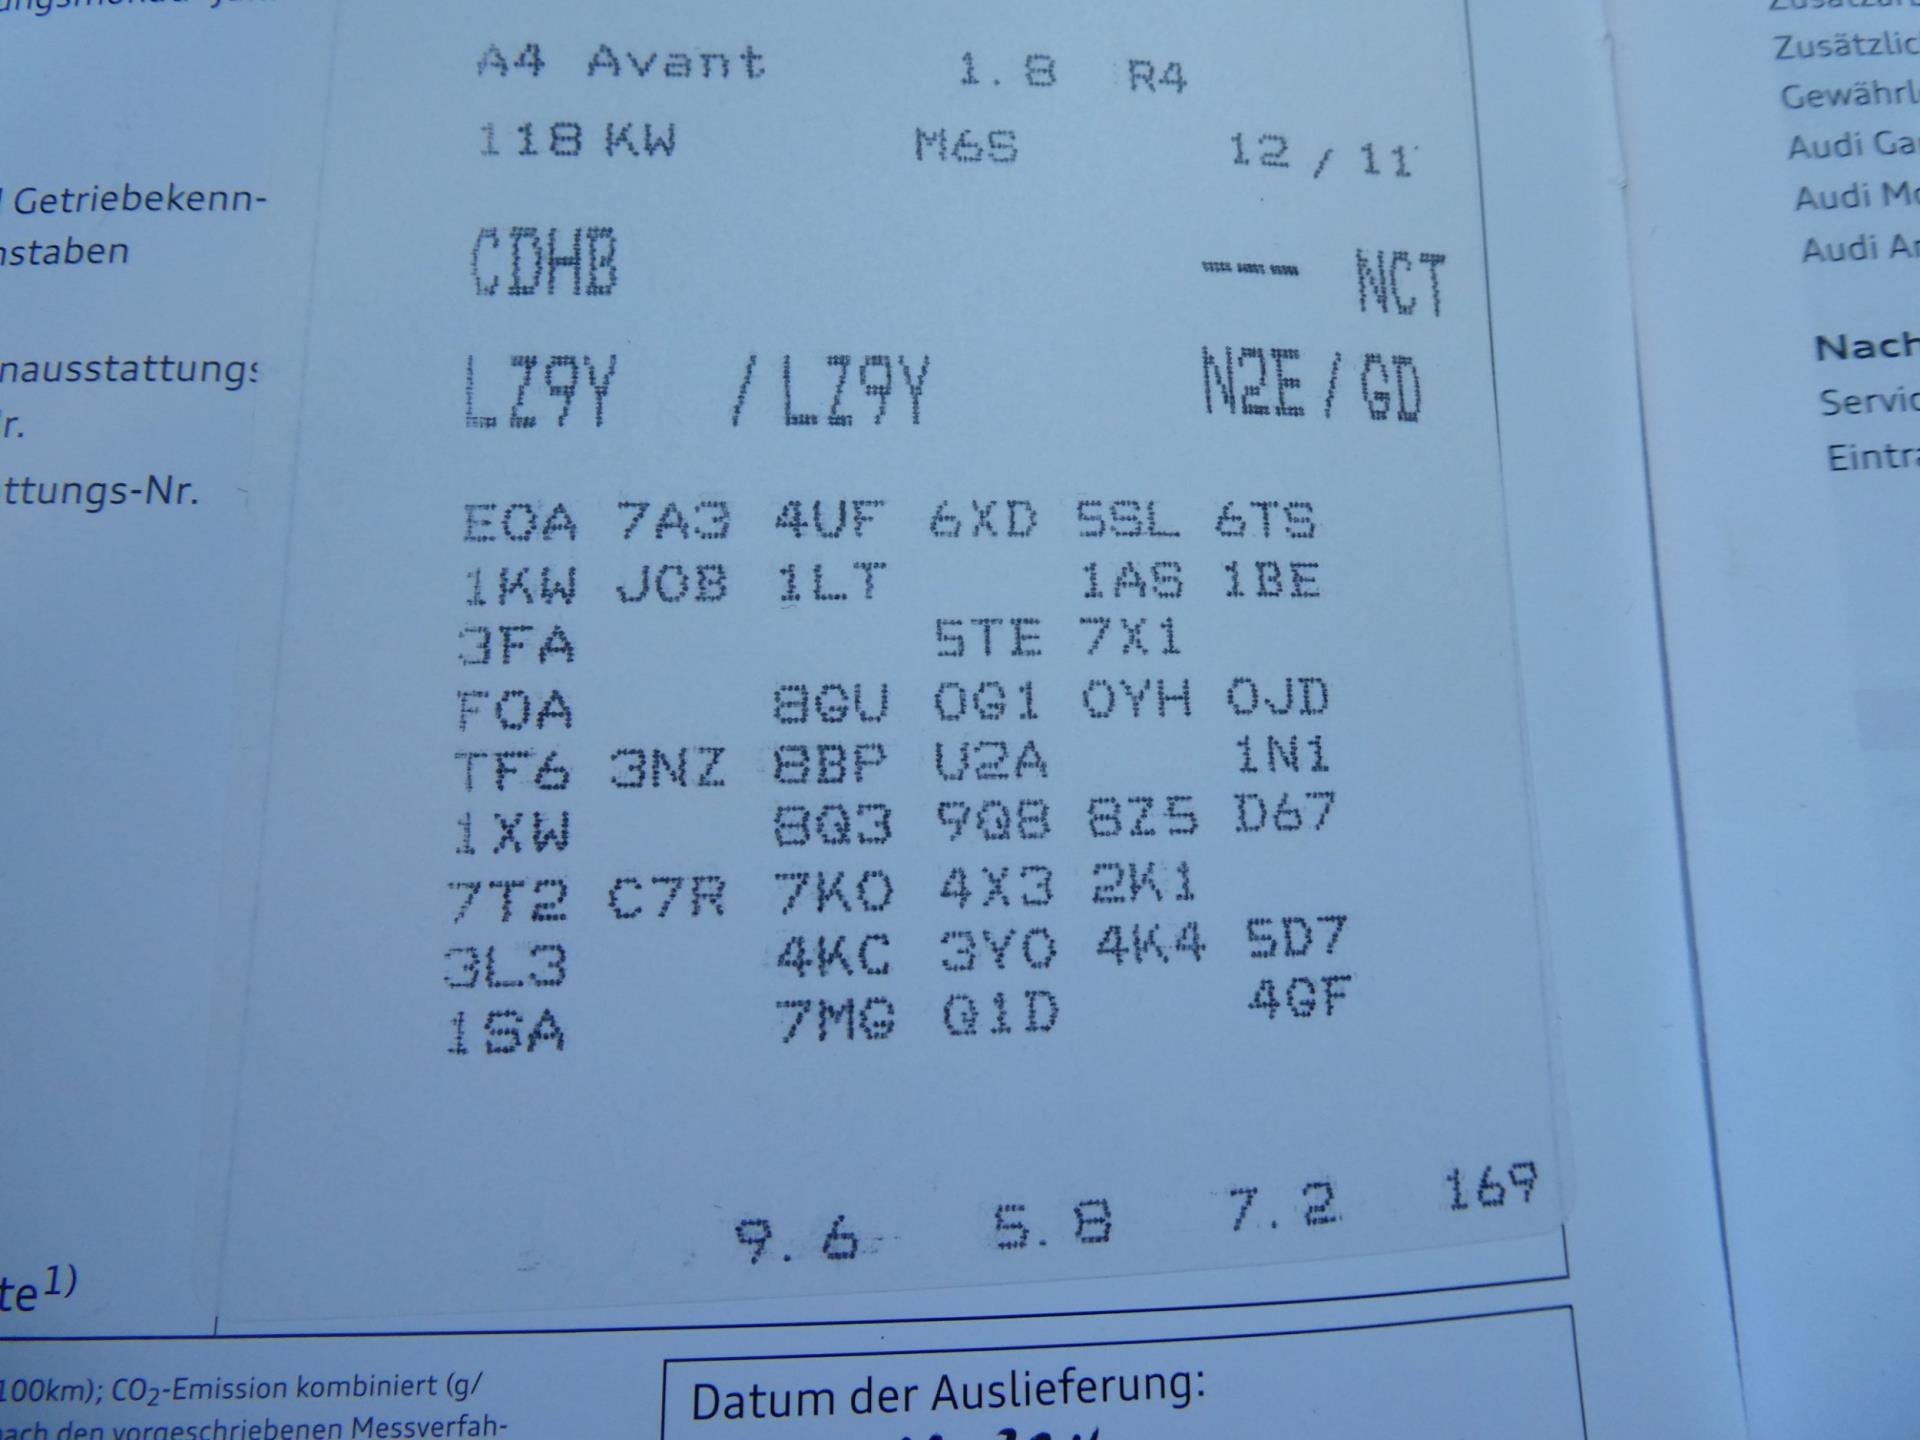 A4 Avant 1.8 R4
118 KW M6S 12 / 11
Getriebekenn-
staben
CDHB --- NCT
nausstattungs
LZ9Y / LZ9Y N2E / GD
r.
ttungs-Nr.
E0A 7A3 4UF 6XD 5SL 6TS
1KW J0B 1LT 1AS 1BE
3FA 5TE 7X1
F0A 8GU 0G1 0YH 0JD
TF6 3NZ 8BP U2A 1N1
1XW 8Q3 9Q8 8Z5 D67
7T2 C7R 7K0 4X3 2K1
3L3 4KC 3Y0 4K4 5D7
1SA 7MG Q1D 4GF
9.6 5.8 7.2 169
te1)
100km); CO2-Emission kombiniert (g/
nach den vorgeschriebenen Messverfah-
Datum der Auslieferung:
Zusätzlic
Gewährl
Audi Ga
Audi Mo
Audi Ar
Nach
Servic
Eintra